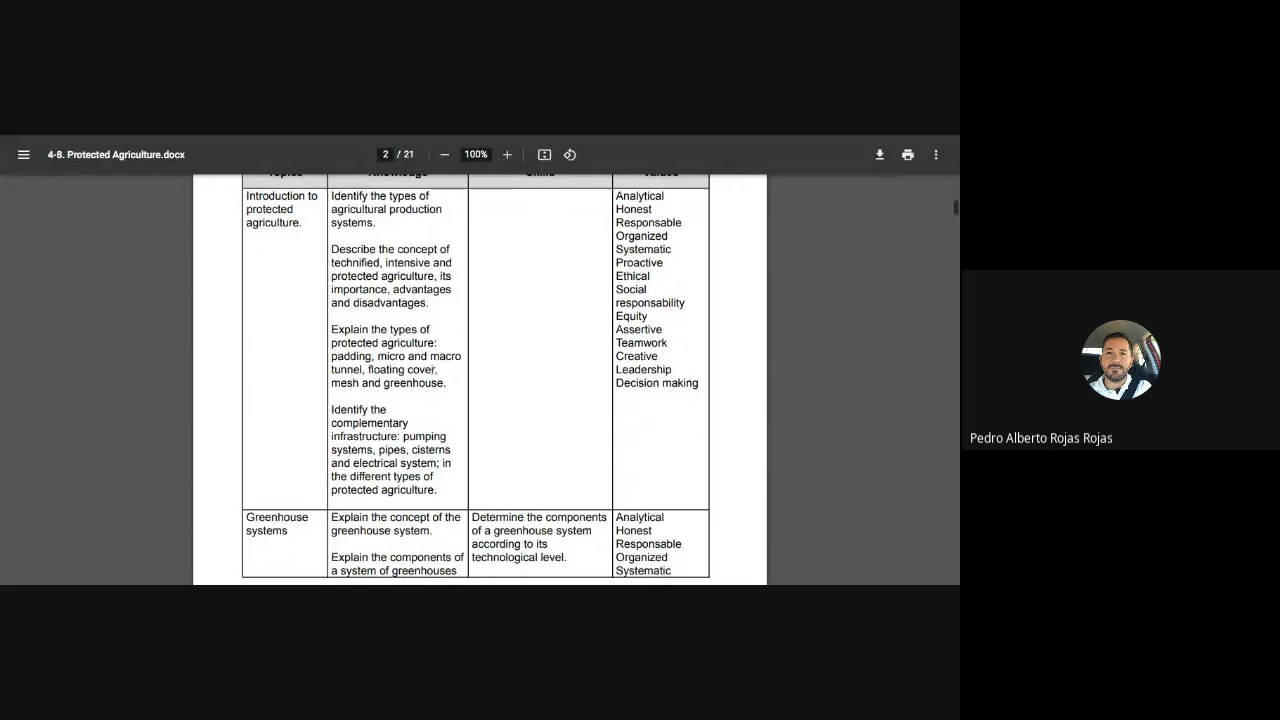 4-8. Protected Agriculture.docx
2 / 21
100%
Topics Knowledge Skills Values
Introduction to
protected
agriculture.
Identify the types of
agricultural production
systems.
Describe the concept of
technified, intensive and
protected agriculture, its
importance, advantages
and disadvantages.
Explain the types of
protected agriculture:
padding, micro and macro
tunnel, floating cover,
mesh and greenhouse.
Identify the
complementary
infrastructure: pumping
systems, pipes, cisterns
and electrical system; in
the different types of
protected agriculture.
Analytical
Honest
Responsable
Organized
Systematic
Proactive
Ethical
Social
responsability
Equity
Assertive
Teamwork
Creative
Leadership
Decision making
Greenhouse
systems
Explain the concept of the
greenhouse system.
Explain the components of
a system of greenhouses
Determine the components
of a greenhouse system
according to its
technological level.
Analytical
Honest
Responsable
Organized
Systematic
Pedro Alberto Rojas Rojas